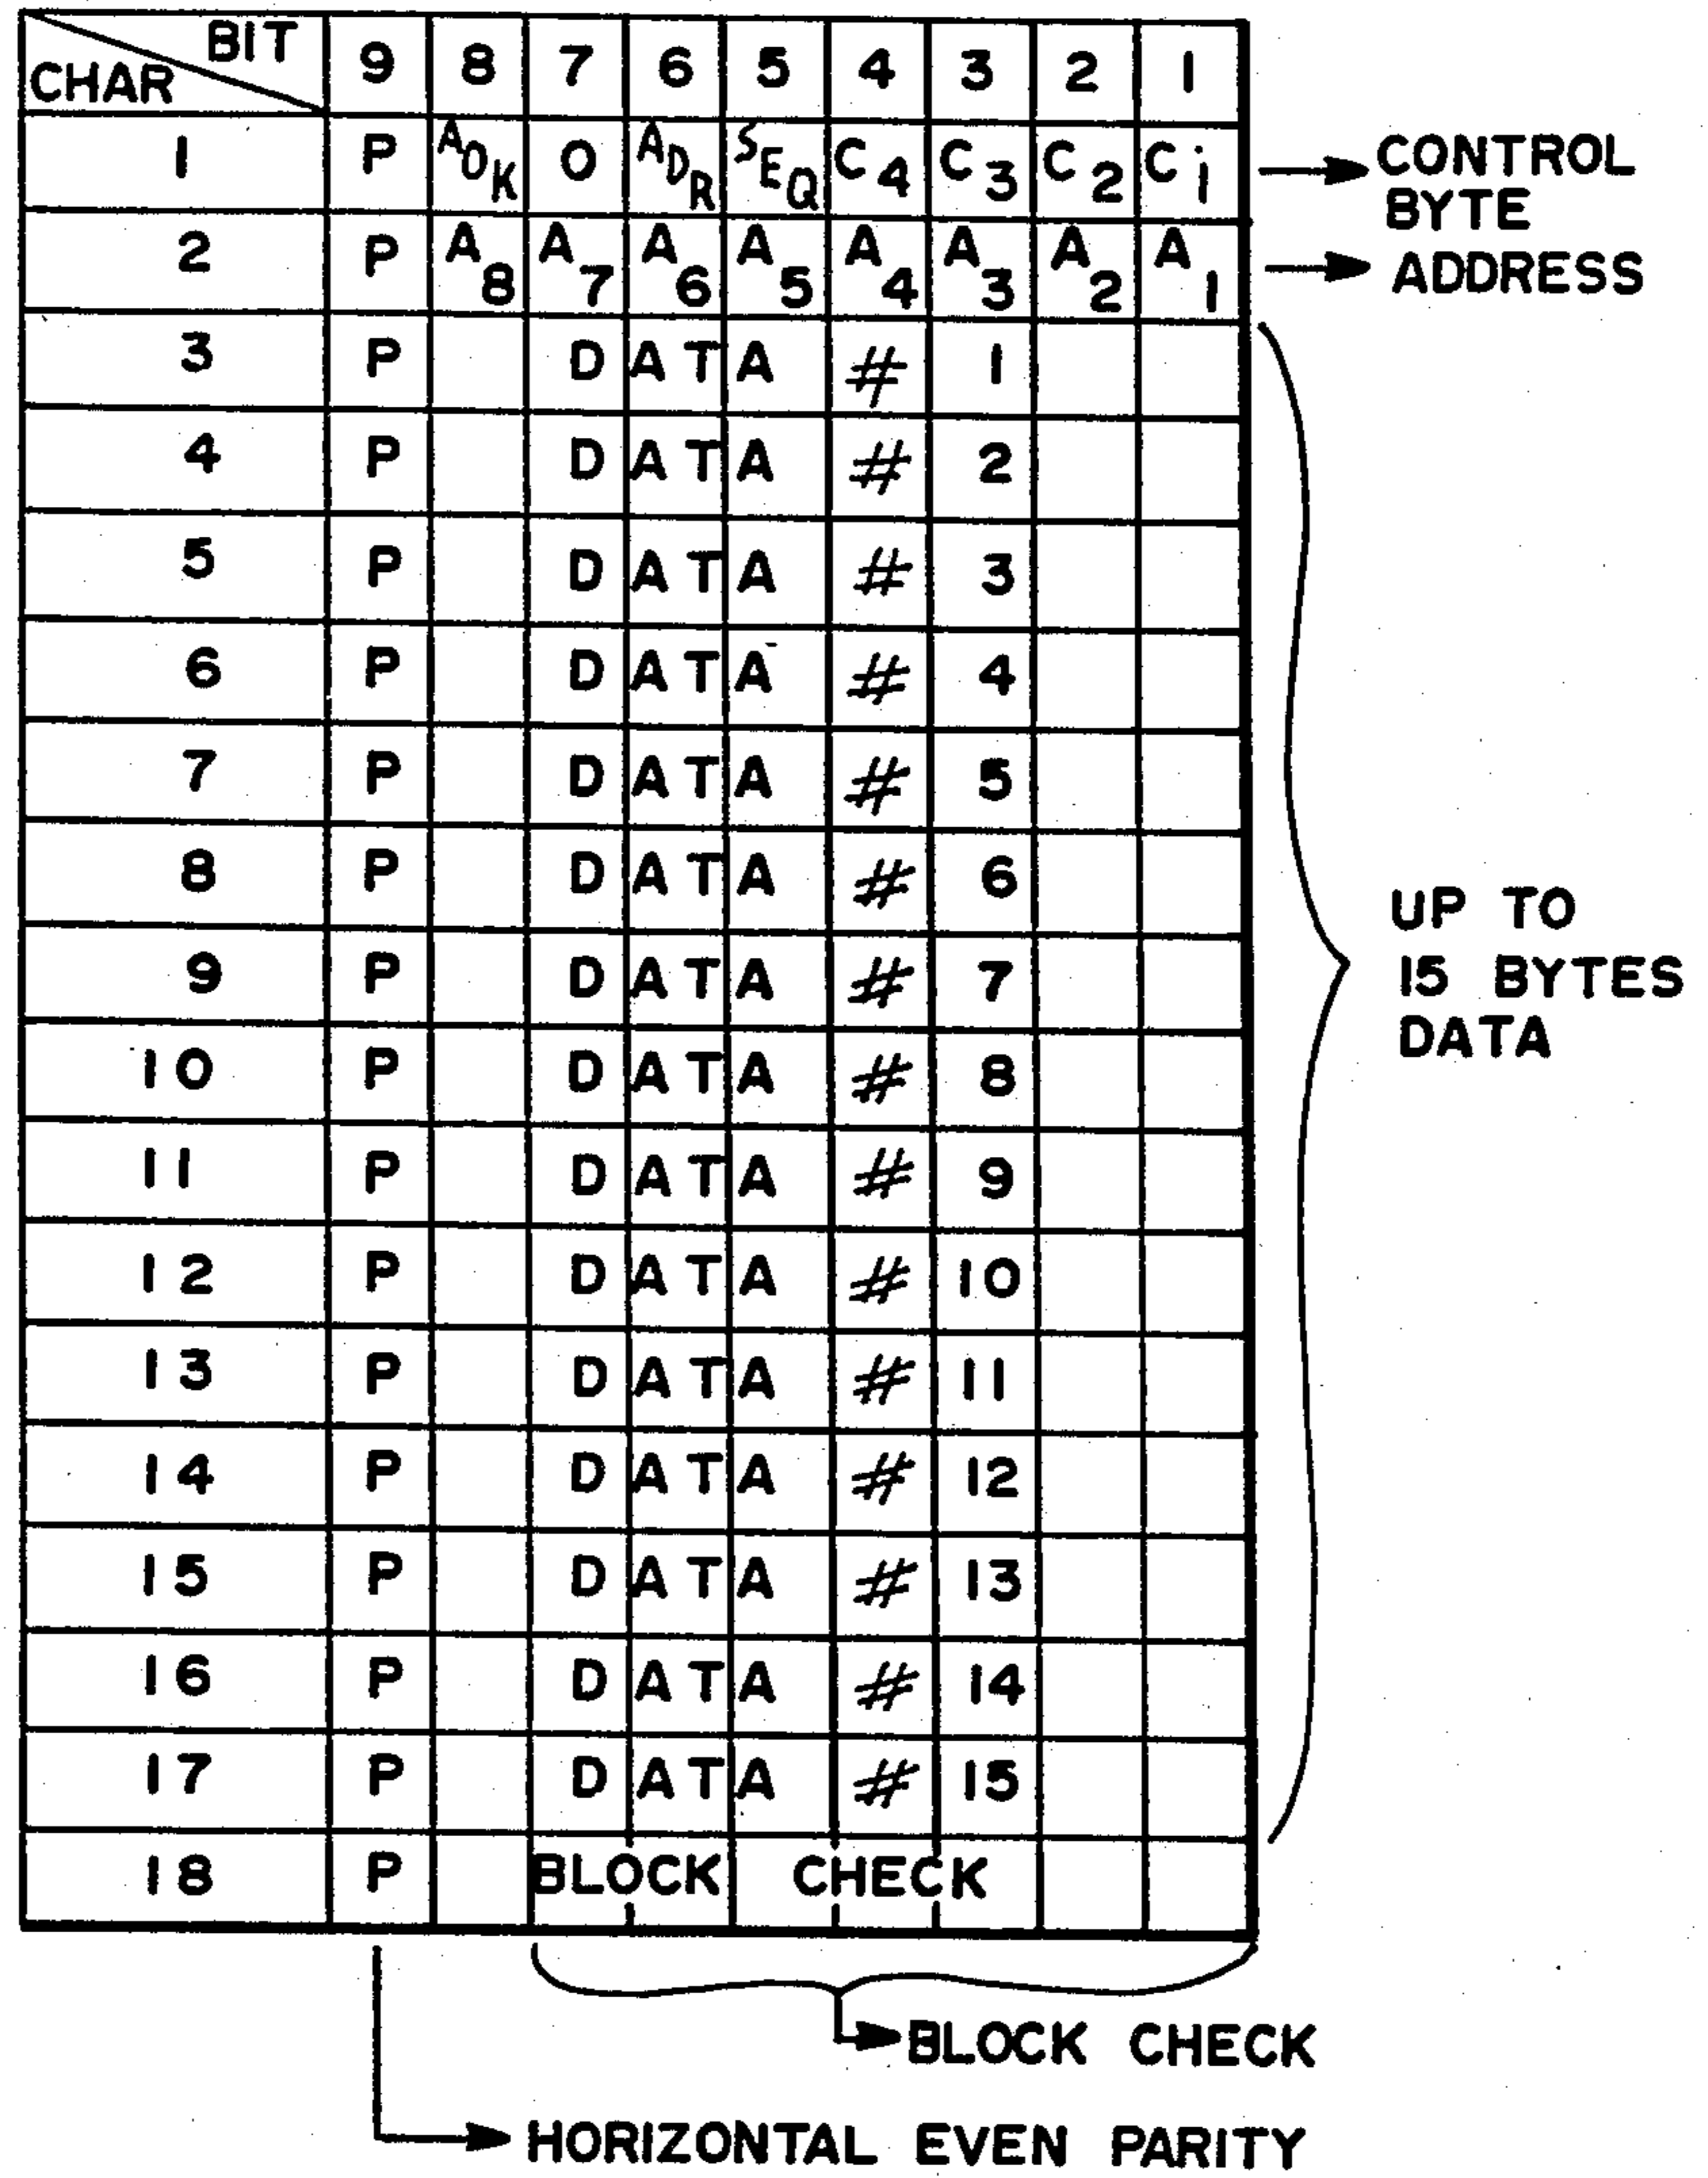 BIT
CHAR 9 8 7 6 5 4 3 2 1
1 P AOK 0 ADR SEQ C4 C3 C2 C1 CONTROL BYTE
2 P A8 A7 A6 A5 A4 A3 A2 A1 ADDRESS
3 P DATA # 1
4 P DATA # 2
5 P DATA # 3
6 P DATA # 4
7 P DATA # 5
8 P DATA # 6
9 P DATA # 7
10 P DATA # 8
11 P DATA # 9
12 P DATA # 10
13 P DATA # 11
14 P DATA # 12
15 P DATA # 13
16 P DATA # 14
17 P DATA # 15
18 P BLOCK CHECK
UP TO
15 BYTES
DATA
BLOCK CHECK
HORIZONTAL EVEN PARITY